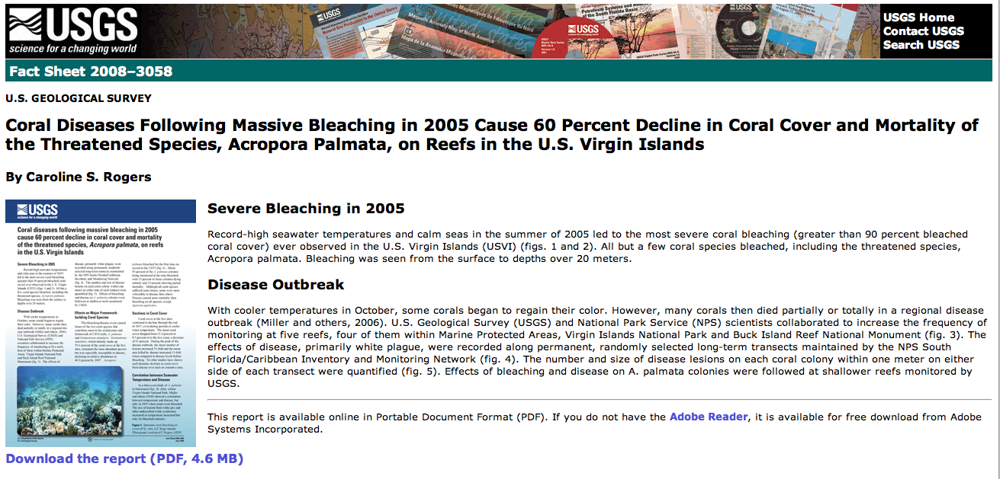 USGS
science for a changing world
USGS Home
Contact USGS
Search USGS
Fact Sheet 2008–3058
U.S. GEOLOGICAL SURVEY
Coral Diseases Following Massive Bleaching in 2005 Cause 60 Percent Decline in Coral Cover and Mortality of
the Threatened Species, Acropora Palmata, on Reefs in the U.S. Virgin Islands
By Caroline S. Rogers
USGS
science for a changing world
Coral diseases following massive bleaching in 2005
cause 60 percent decline in coral cover and mortality
of the threatened species, Acropora palmata, on reefs
in the U.S. Virgin Islands
Severe Bleaching in 2005
Disease Outbreak
Effects on Major Framework-
building Coral Species
Declines in Coral Cover
Correlation between Seawater
Temperature and Disease
Severe Bleaching in 2005
Record-high seawater temperatures and calm seas in the summer of 2005 led to the most severe coral bleaching (greater than 90 percent bleached
coral cover) ever observed in the U.S. Virgin Islands (USVI) (figs. 1 and 2). All but a few coral species bleached, including the threatened species,
Acropora palmata. Bleaching was seen from the surface to depths over 20 meters.
Disease Outbreak
With cooler temperatures in October, some corals began to regain their color. However, many corals then died partially or totally in a regional disease
outbreak (Miller and others, 2006). U.S. Geological Survey (USGS) and National Park Service (NPS) scientists collaborated to increase the frequency of
monitoring at five reefs, four of them within Marine Protected Areas, Virgin Islands National Park and Buck Island Reef National Monument (fig. 3). The
effects of disease, primarily white plague, were recorded along permanent, randomly selected long-term transects maintained by the NPS South
Florida/Caribbean Inventory and Monitoring Network (fig. 4). The number and size of disease lesions on each coral colony within one meter on either
side of each transect were quantified (fig. 5). Effects of bleaching and disease on A. palmata colonies were followed at shallower reefs monitored by
USGS.
This report is available online in Portable Document Format (PDF). If you do not have the Adobe Reader, it is available for free download from Adobe
Systems Incorporated.
Download the report (PDF, 4.6 MB)